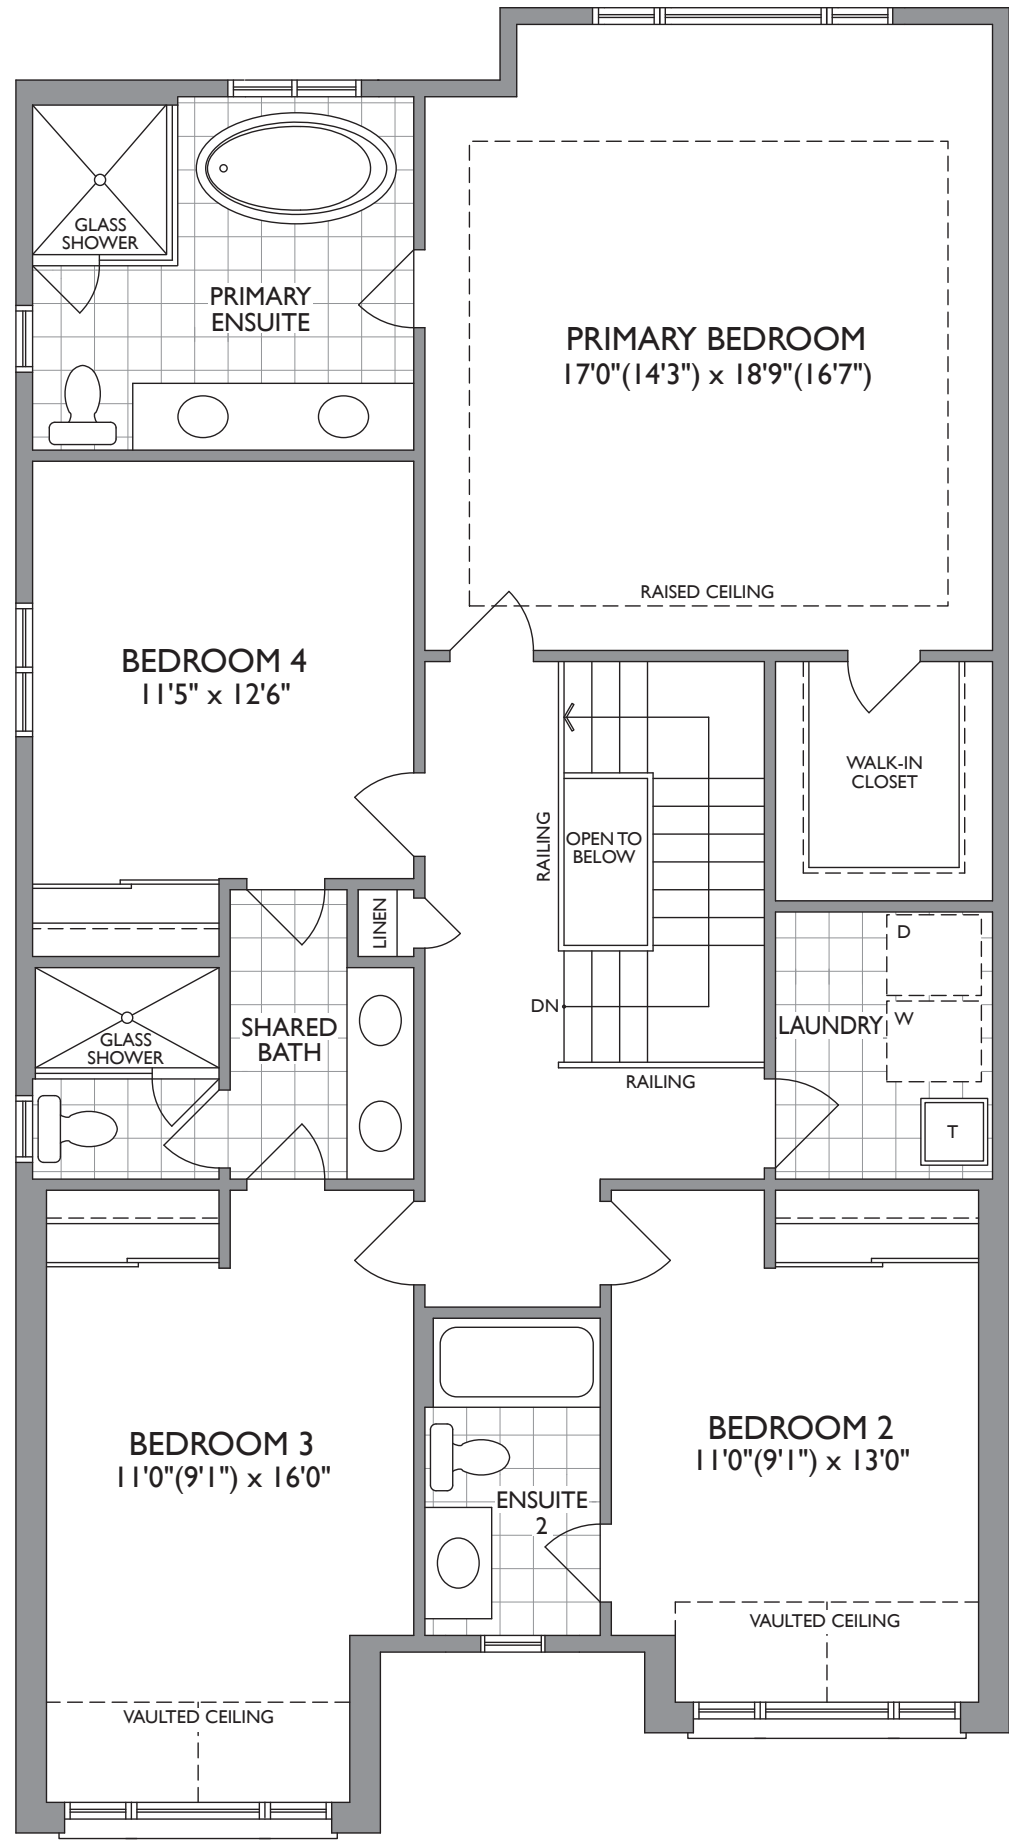 GLASS
SHOWER
PRIMARY
ENSUITE
PRIMARY BEDROOM
17'0"(14'3") x 18'9"(16'7")
RAISED CEILING
BEDROOM 4
11'5" x 12'6"
WALK-IN
CLOSET
RAILING
OPEN TO
BELOW
LINEN
D
W
LAUNDRY
DN
SHARED
BATH
GLASS
SHOWER
RAILING
T
BEDROOM 3
11'0"(9'1") x 16'0"
BEDROOM 2
11'0"(9'1") x 13'0"
ENSUITE
2
VAULTED CEILING
VAULTED CEILING